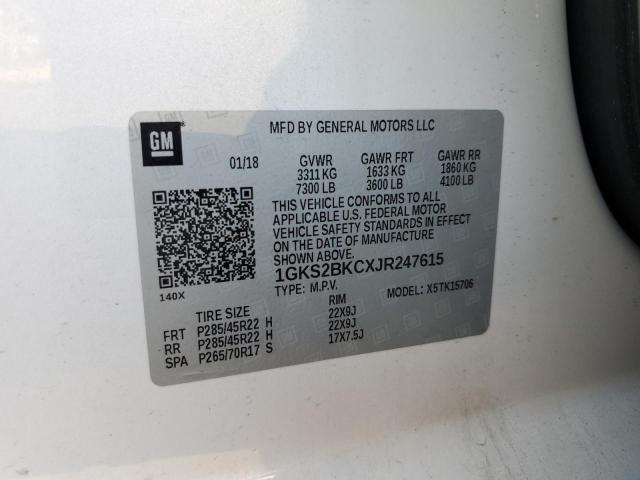 MFD BY GENERAL MOTORS LLC
GM
01/18 GVWR GAWR FRT GAWR RR
3311 KG 1633 KG 1860 KG
7300 LB 3600 LB 4100 LB
THIS VEHICLE CONFORMS TO ALL
APPLICABLE U.S. FEDERAL MOTOR
VEHICLE SAFETY STANDARDS IN EFFECT
ON THE DATE OF MANUFACTURE
SHOWN ABOVE.
1GKS2BKCXJR247615
140X
TYPE: M.P.V. MODEL: X5TK15706
TIRE SIZE RIM
FRT P285/45R22 H 22X9J
RR P285/45R22 H 22X9J
SPA P265/70R17 S 17X7.5J